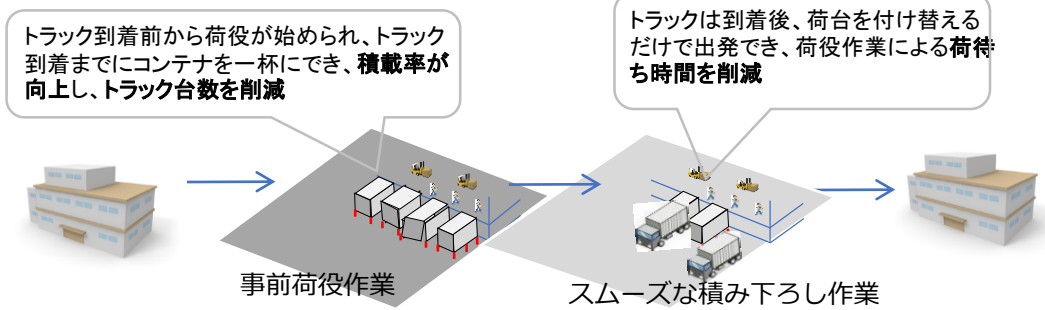 トラック到着前から荷役が始められ、トラック
到着までにコンテナを一杯にでき、積載率が
向上し、トラック台数を削減
トラックは到着後、荷台を付け替える
だけで出発でき、荷役作業による荷待
ち時間を削減
事前荷役作業
スムーズな積み下ろし作業